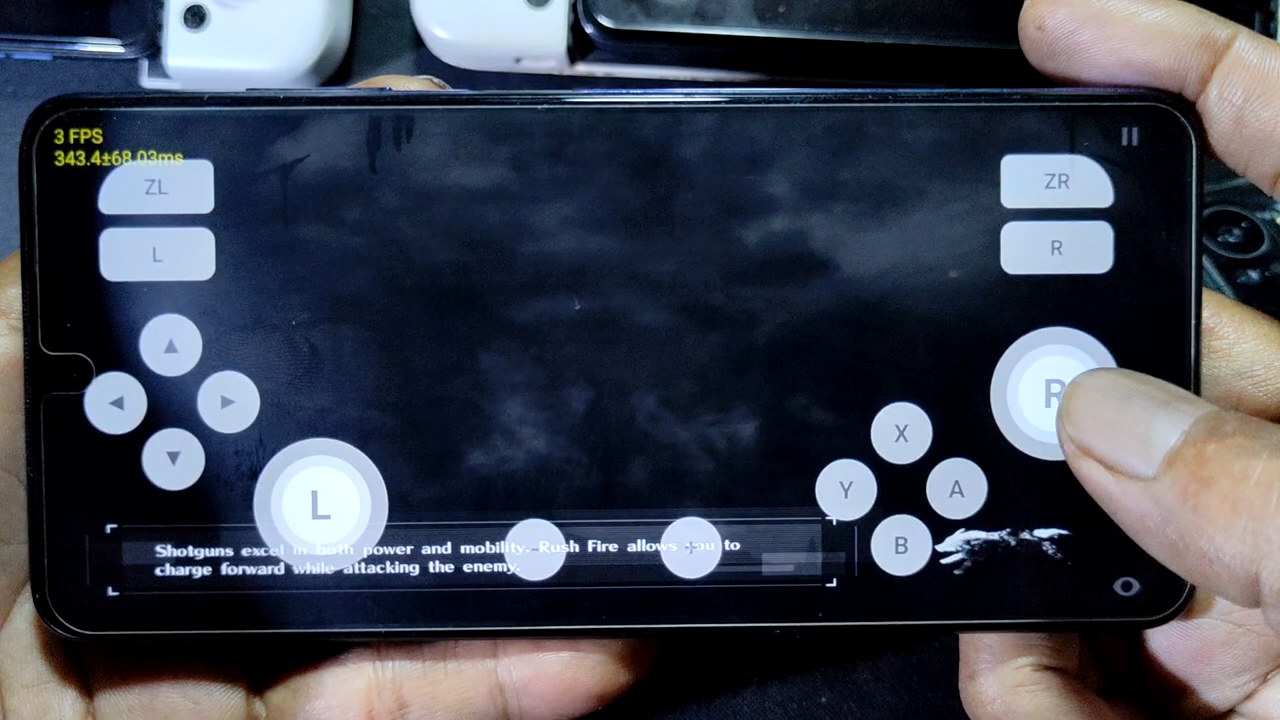 3 FPS
343.4±68.03ms
ZL
ZR
L
R
R
X
Y
A
L
B
Shotguns excel in both power and mobility. Rush Fire allows you to
charge forward while attacking the enemy.